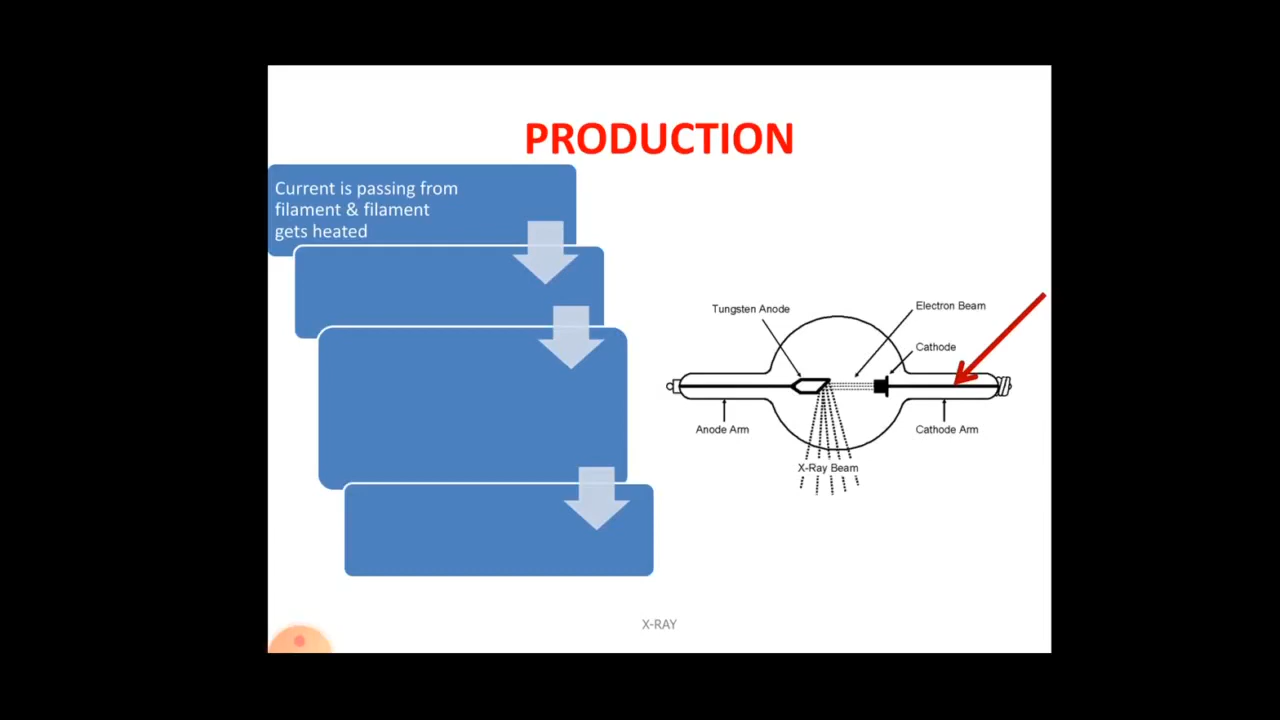 PRODUCTION
Current is passing from
filament & filament
gets heated
Tungsten Anode
Electron Beam
Cathode
Anode Arm
Cathode Arm
X-Ray Beam
X-RAY